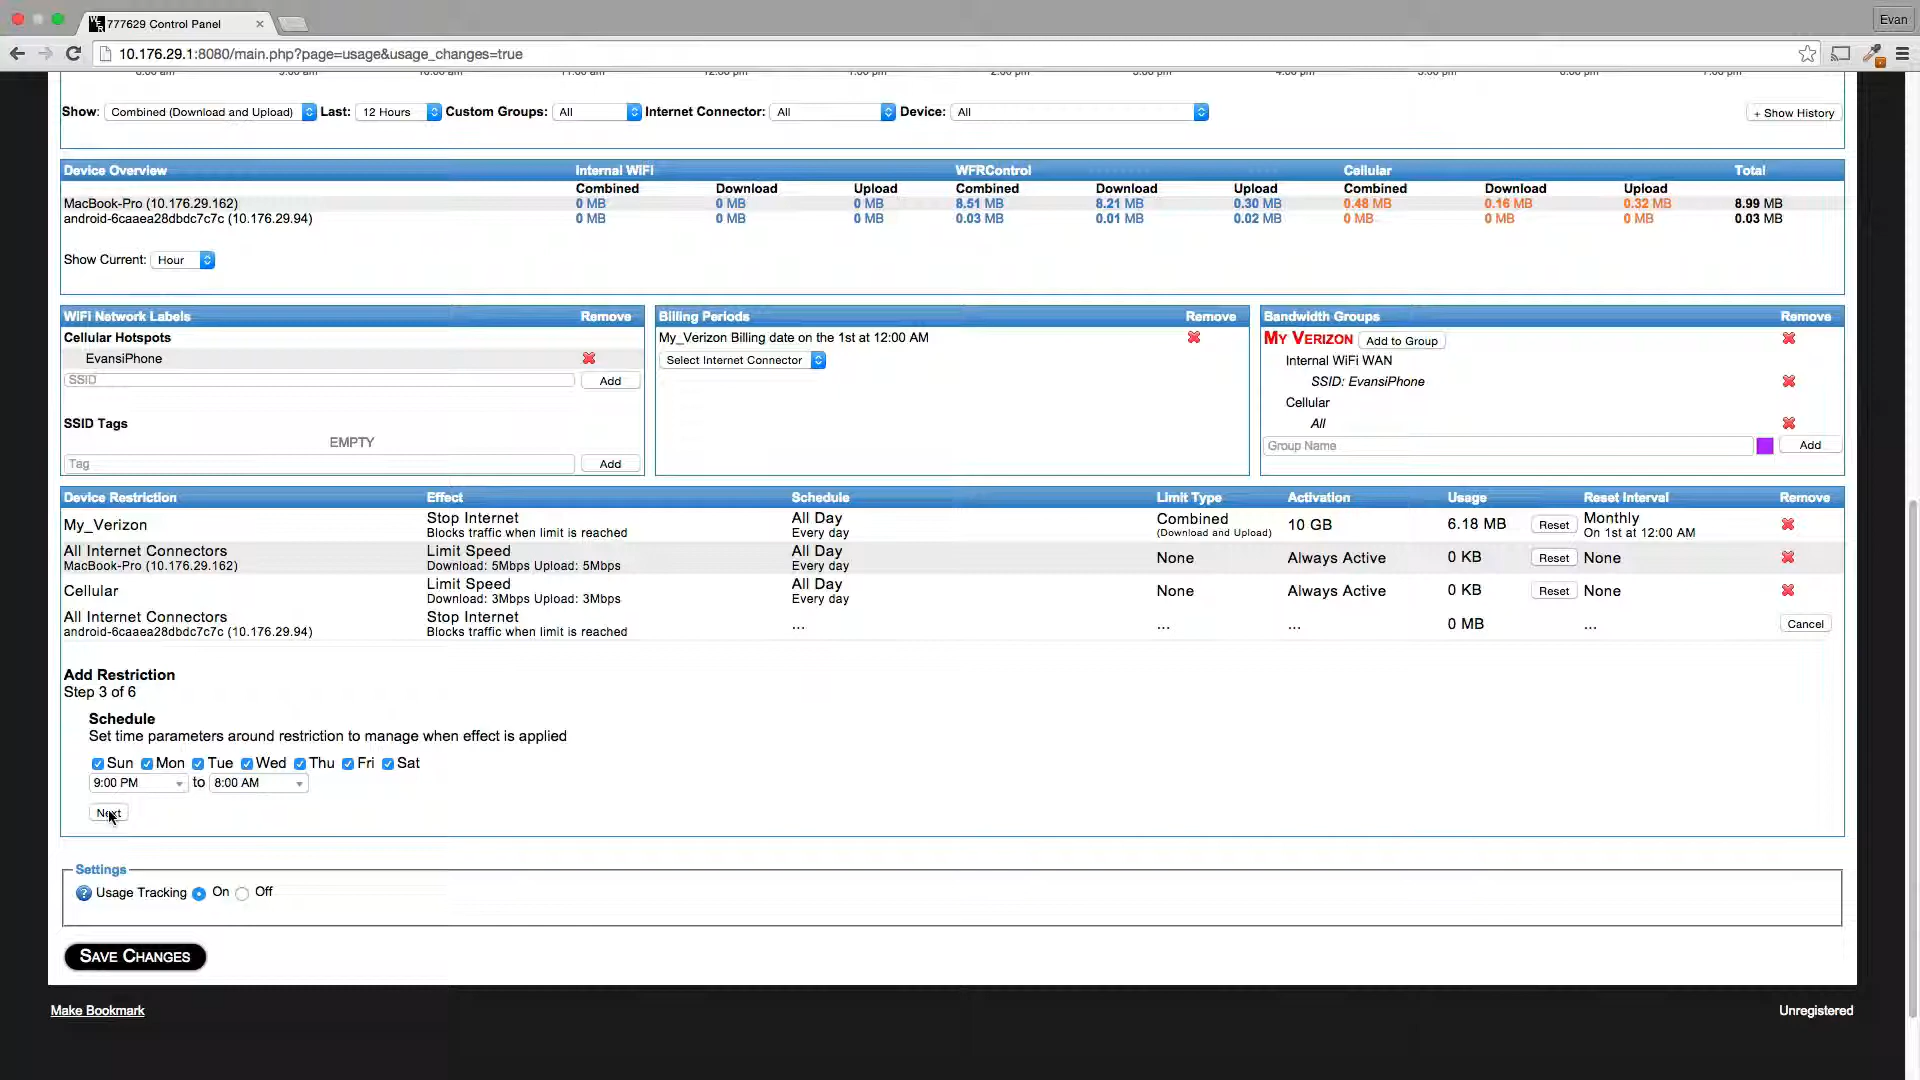 777629 Control Panel
Evan
10.176.29.1:8080/main.php?page=usage&usage_changes=true
Show: Combined (Download and Upload) Last: 12 Hours Custom Groups: All Internet Connector: All Device: All + Show History
Device Overview Internal WiFi WFRControl Cellular Total
Combined Download Upload Combined Download Upload Combined Download Upload
MacBook-Pro (10.176.29.162) 0 MB 0 MB 0 MB 8.51 MB 8.21 MB 0.30 MB 0.48 MB 0.16 MB 0.32 MB 8.99 MB
android-6caaea28dbdc7c7c (10.176.29.94) 0 MB 0 MB 0 MB 0.03 MB 0.01 MB 0.02 MB 0 MB 0 MB 0 MB 0.03 MB
Show Current: Hour
WiFi Network Labels Remove
Cellular Hotspots
EvansiPhone
SSID Add
SSID Tags
EMPTY
Tag Add
Billing Periods Remove
My_Verizon Billing date on the 1st at 12:00 AM
Select Internet Connector
Bandwidth Groups Remove
My Verizon Add to Group
Internal WiFi WAN
SSID: EvansiPhone
Cellular
All
Group Name Add
Device Restriction Effect Schedule Limit Type Activation Usage Reset Interval Remove
My_Verizon Stop Internet All Day Combined 10 GB 6.18 MB Reset Monthly
Blocks traffic when limit is reached Every day (Download and Upload) On 1st at 12:00 AM
All Internet Connectors Limit Speed All Day None Always Active 0 KB Reset None
MacBook-Pro (10.176.29.162) Download: 5Mbps Upload: 5Mbps Every day
Cellular Limit Speed All Day None Always Active 0 KB Reset None
Download: 3Mbps Upload: 3Mbps Every day
All Internet Connectors Stop Internet ... ... ... 0 MB ... Cancel
android-6caaea28dbdc7c7c (10.176.29.94) Blocks traffic when limit is reached
Add Restriction
Step 3 of 6
Schedule
Set time parameters around restriction to manage when effect is applied
Sun Mon Tue Wed Thu Fri Sat
9:00 PM to 8:00 AM
Next
Settings
? Usage Tracking On Off
Save Changes
Make Bookmark
Unregistered